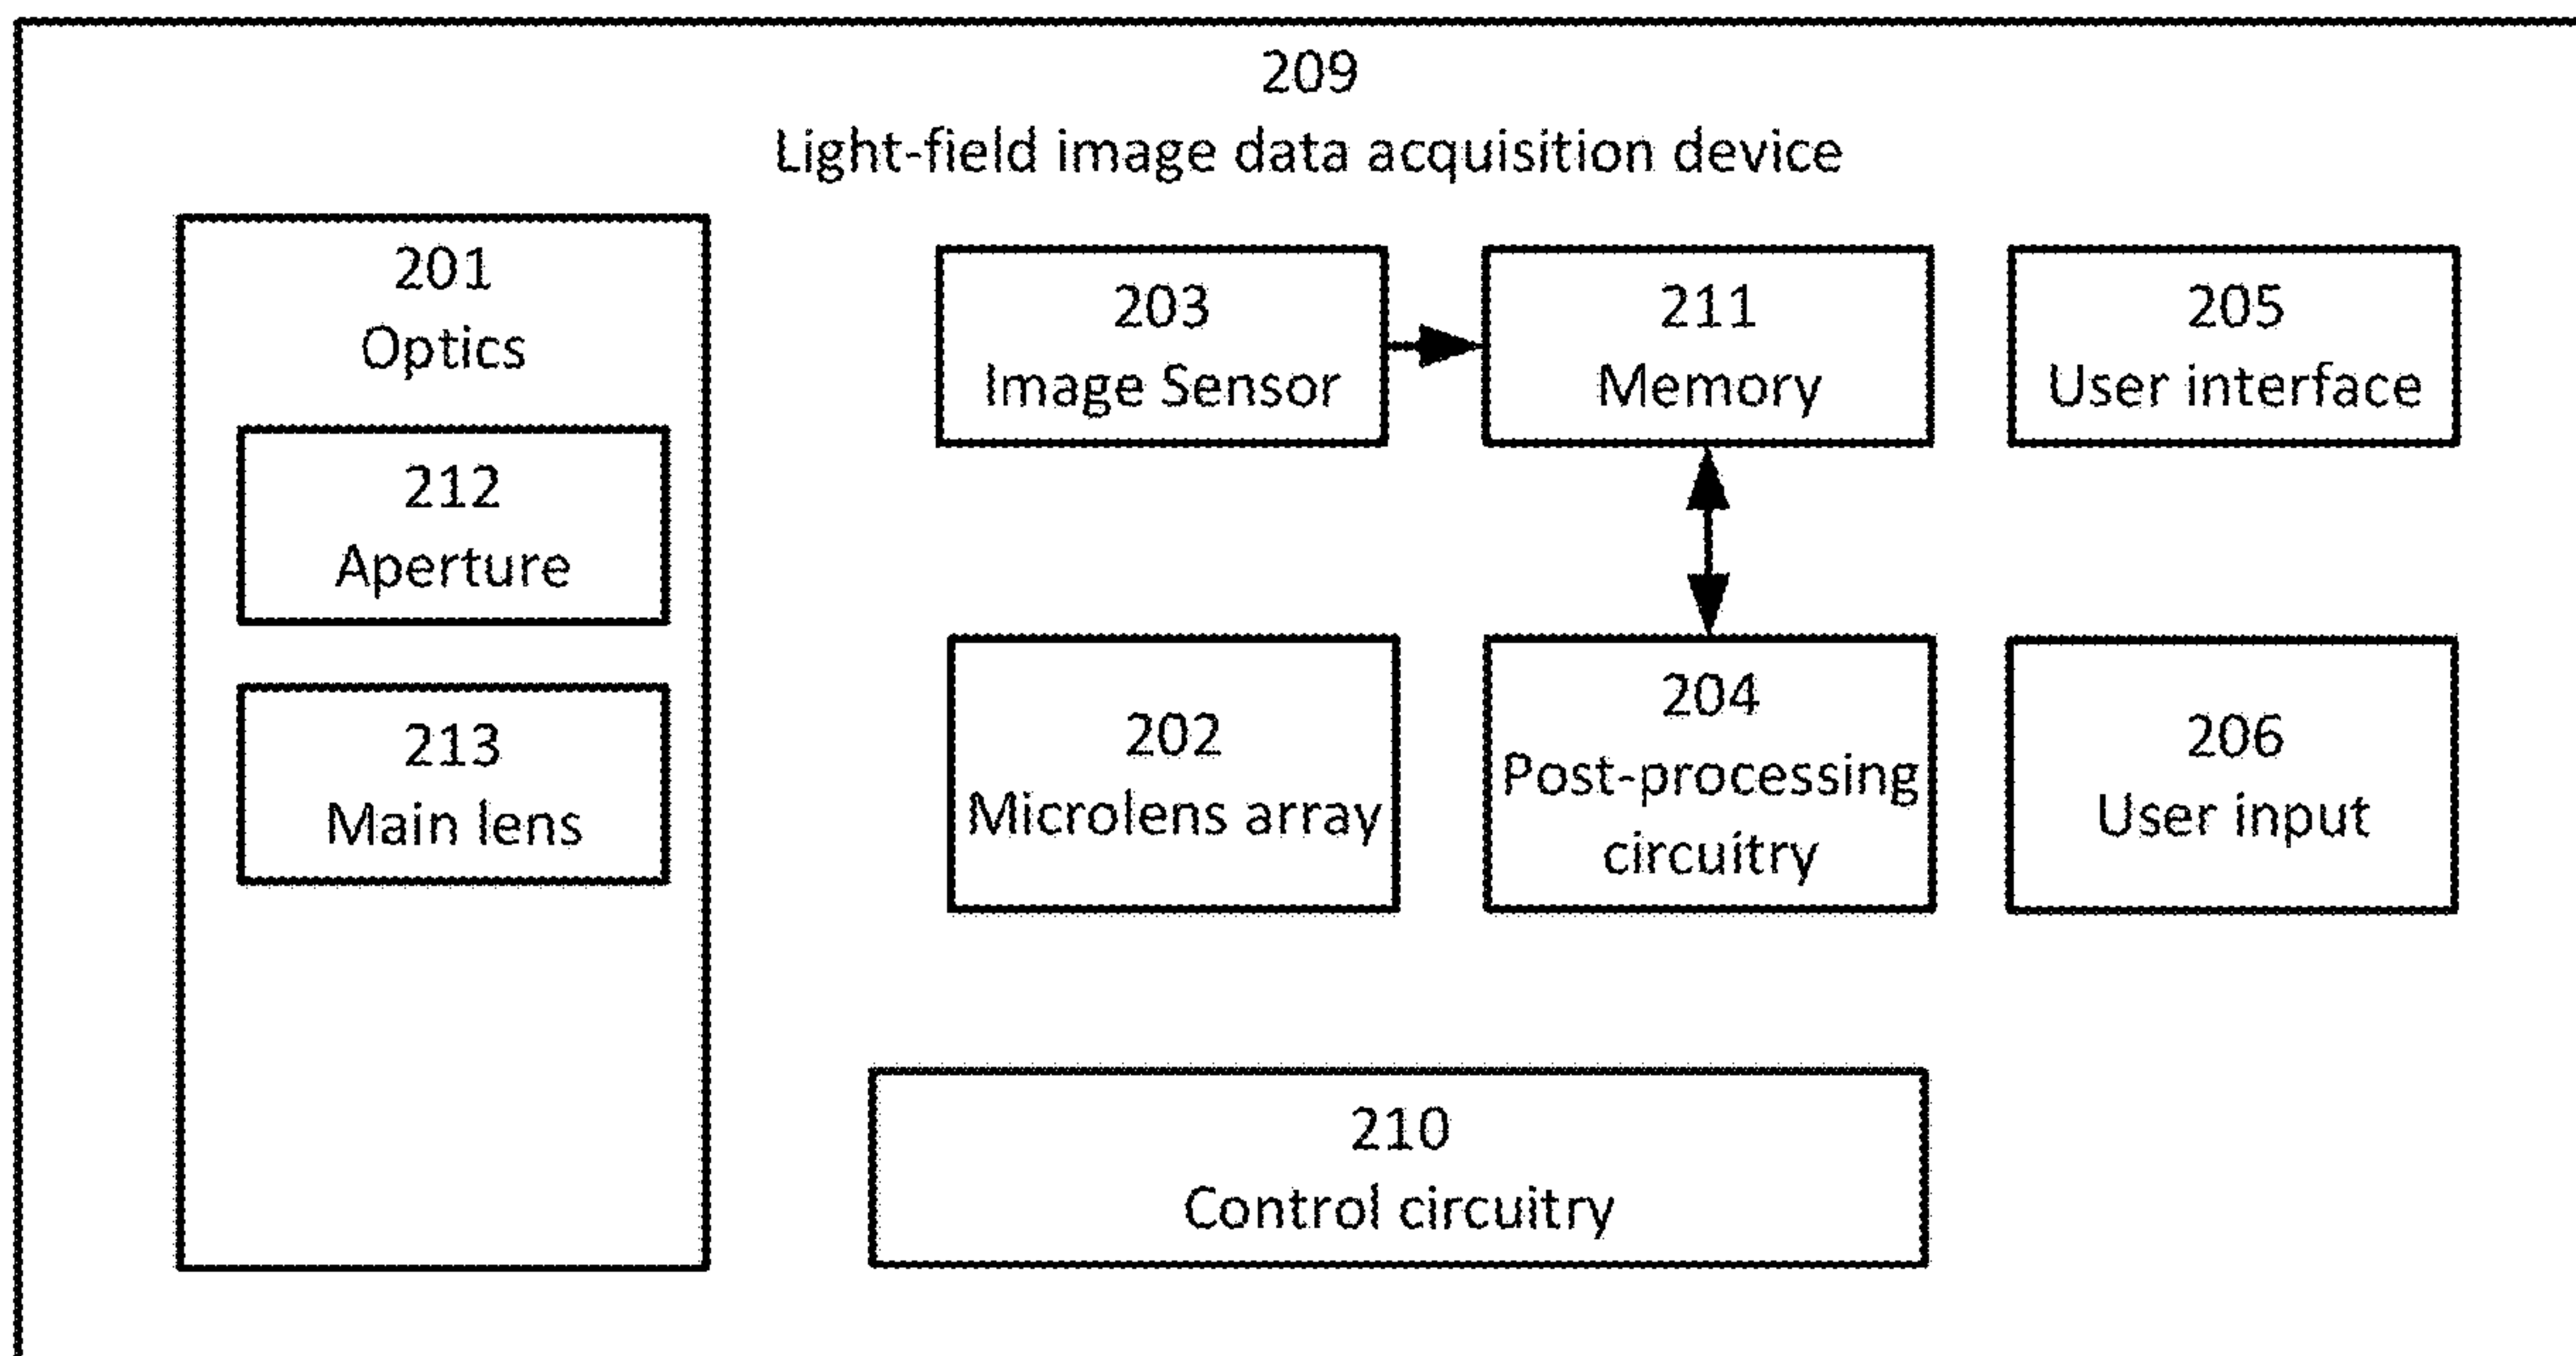 209
Light-field image data acquisition device
201
Optics
212
Aperture
213
Main lens
203
Image Sensor
211
Memory
205
User interface
202
Microlens array
204
Post-processing
circuitry
206
User input
210
Control circuitry